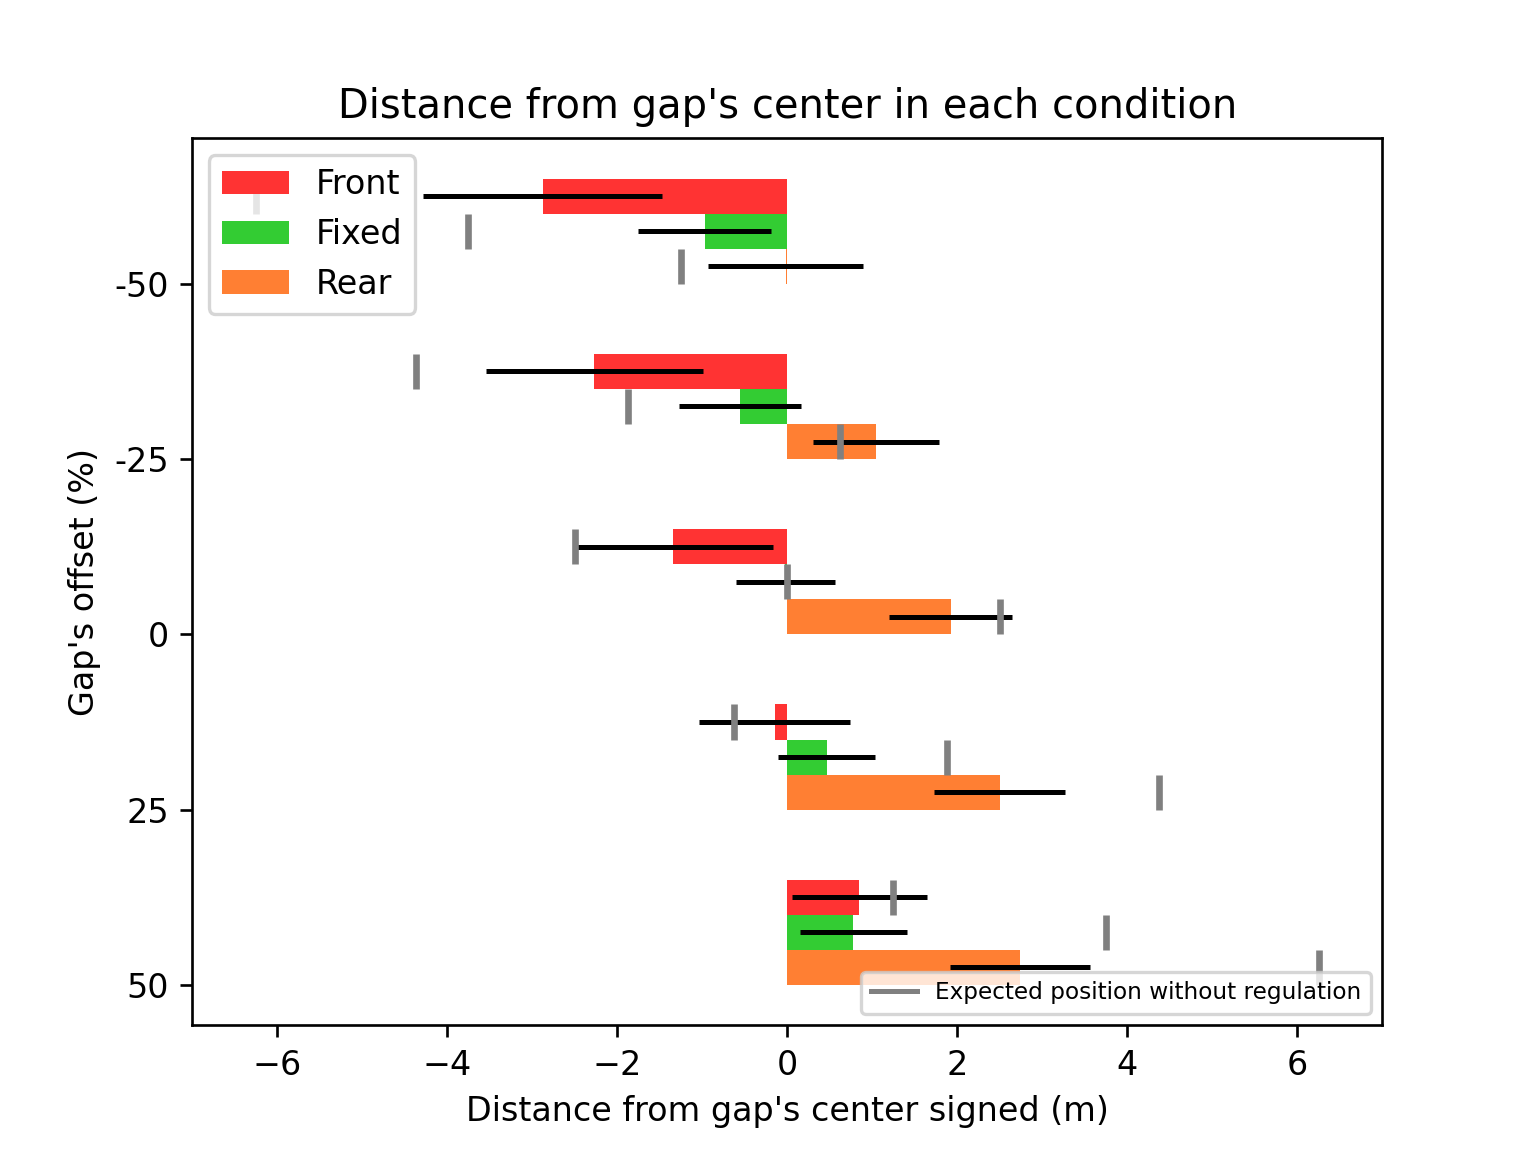 Distance from gap's center in each condition
Front
Fixed
Rear
-50
-25
0
25
50
Gap's offset (%)
Expected position without regulation
−6 −4 −2 0 2 4 6
Distance from gap's center signed (m)